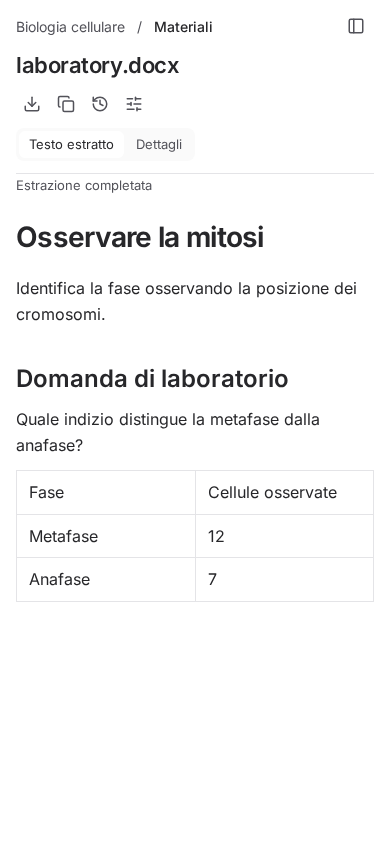 Biologia cellulare / Materiali
laboratory.docx
Testo estratto Dettagli
Estrazione completata
Osservare la mitosi
Identifica la fase osservando la posizione dei
cromosomi.
Domanda di laboratorio
Quale indizio distingue la metafase dalla
anafase?
Fase Cellule osservate
Metafase 12
Anafase 7